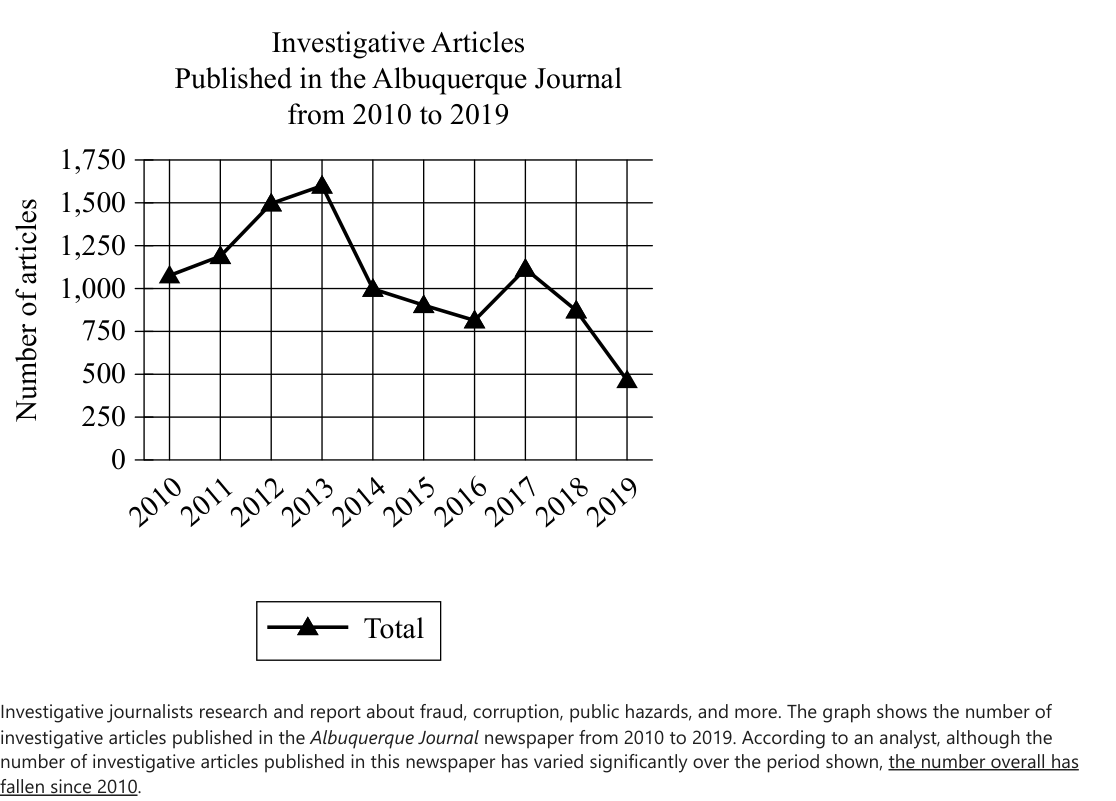 Investigative Articles
Published in the Albuquerque Journal
from 2010 to 2019
Number of articles
1,750
1,500
1,250
1,000
750
500
250
0
2010
2011
2012
2013
2014
2015
2016
2017
2018
2019
Total
Investigative journalists research and report about fraud, corruption, public hazards, and more. The graph shows the number of
investigative articles published in the Albuquerque Journal newspaper from 2010 to 2019. According to an analyst, although the
number of investigative articles published in this newspaper has varied significantly over the period shown, the number overall has
fallen since 2010.